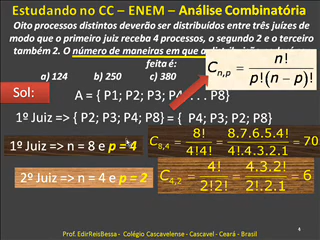 Estudando no CC – ENEM – Análise Combinatória
Oito processos distintos deverão ser distribuídos entre três juízes de
modo que o primeiro juiz receba 4 processos, o segundo 2 e o terceiro
também 2. O número de maneiras em que a
feita é:
a) 124 b) 250 c) 380
C n,p = n! / p!(n – p)!
Sol:
A = { P1; P2; P3; P4; . . . P8}
1º Juiz => { P2; P3; P4; P8} = { P4; P3; P2; P8}
1º Juiz => n = 8 e p = 4
C 8,4 = 8! / 4!4! = 8.7.6.5.4! / 4!.4.3.2.1 = 70
2º Juiz => n = 4 e p = 2
C 4,2 = 4! / 2!2! = 4.3.2! / 2!.2.1 = 6
Prof. EdirReisBessa - Colégio Cascavelense - Cascavel - Ceará - Brasil